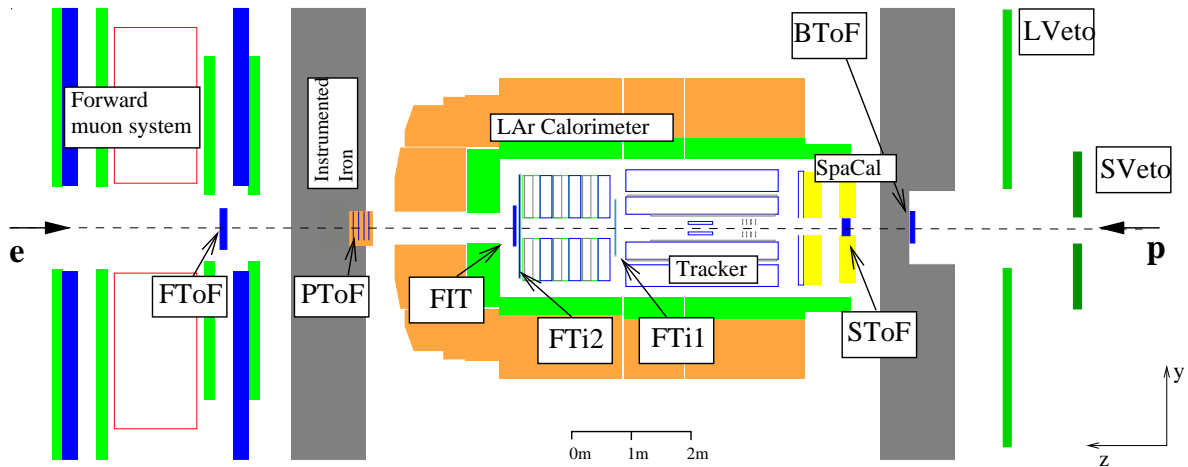 BToF
LVeto
Forward
muon system
Instrumented
Iron
LAr Calorimeter
SpaCal
SVeto
e
p
FToF
PToF
FIT
FTi2
FTi1
Tracker
SToF
y
z
0m
1m
2m